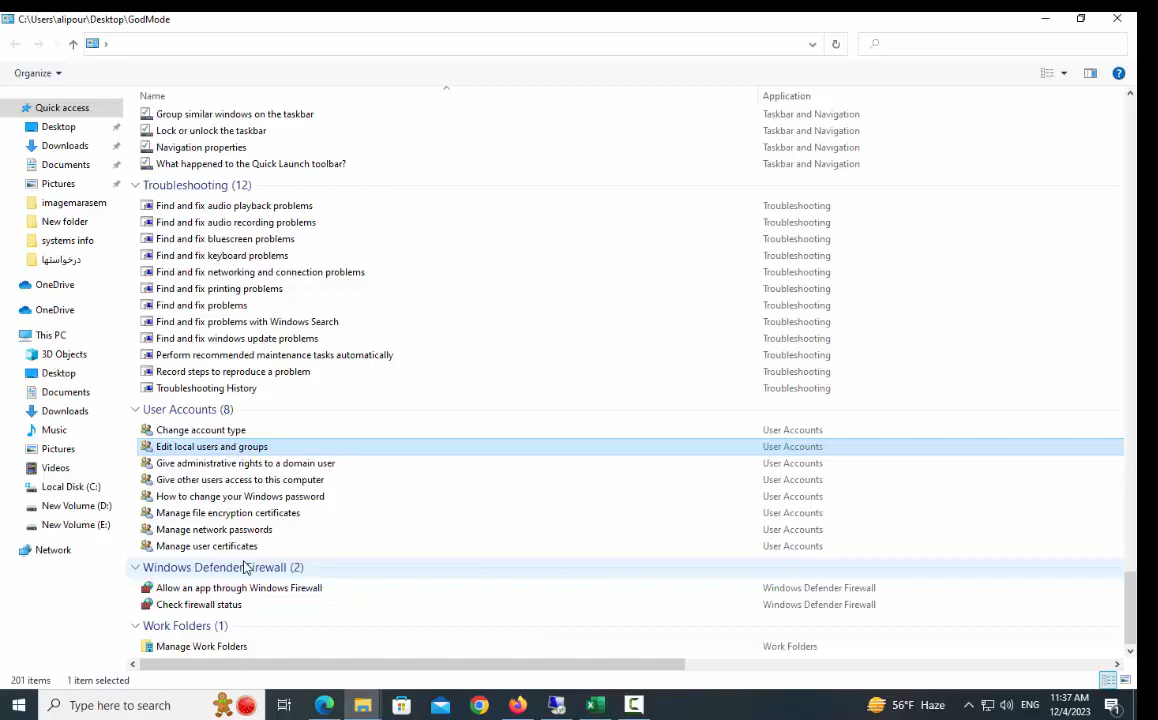 C:\Users\alipour\Desktop\GodMode
Organize
Name Application
Quick access
Desktop
Downloads
Documents
Pictures
imagemarasem
New folder
systems info
درخواستها
OneDrive
OneDrive
This PC
3D Objects
Desktop
Documents
Downloads
Music
Pictures
Videos
Local Disk (C:)
New Volume (D:)
New Volume (E:)
Network
Group similar windows on the taskbar Taskbar and Navigation
Lock or unlock the taskbar Taskbar and Navigation
Navigation properties Taskbar and Navigation
What happened to the Quick Launch toolbar? Taskbar and Navigation
Troubleshooting (12)
Find and fix audio playback problems Troubleshooting
Find and fix audio recording problems Troubleshooting
Find and fix bluescreen problems Troubleshooting
Find and fix keyboard problems Troubleshooting
Find and fix networking and connection problems Troubleshooting
Find and fix printing problems Troubleshooting
Find and fix problems Troubleshooting
Find and fix problems with Windows Search Troubleshooting
Find and fix windows update problems Troubleshooting
Perform recommended maintenance tasks automatically Troubleshooting
Record steps to reproduce a problem Troubleshooting
Troubleshooting History Troubleshooting
User Accounts (8)
Change account type User Accounts
Edit local users and groups User Accounts
Give administrative rights to a domain user User Accounts
Give other users access to this computer User Accounts
How to change your Windows password User Accounts
Manage file encryption certificates User Accounts
Manage network passwords User Accounts
Manage user certificates User Accounts
Windows Defender Firewall (2)
Allow an app through Windows Firewall Windows Defender Firewall
Check firewall status Windows Defender Firewall
Work Folders (1)
Manage Work Folders Work Folders
201 items 1 item selected
Type here to search
56°F Haze
ENG
11:37 AM
12/4/2023
1